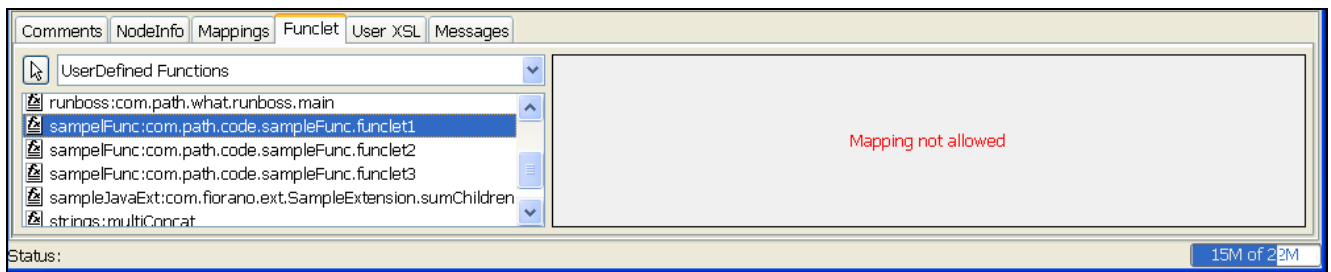 Comments NodeInfo Mappings Funclet User XSL Messages
UserDefined Functions
runboss:com.path.what.runboss.main
sampelFunc:com.path.code.sampleFunc.funclet1
sampelFunc:com.path.code.sampleFunc.funclet2
sampelFunc:com.path.code.sampleFunc.funclet3
sampleJavaExt:com.fiorano.ext.SampleExtension.sumChildren
strings:multiConcat
Mapping not allowed
Status:
15M of 22M